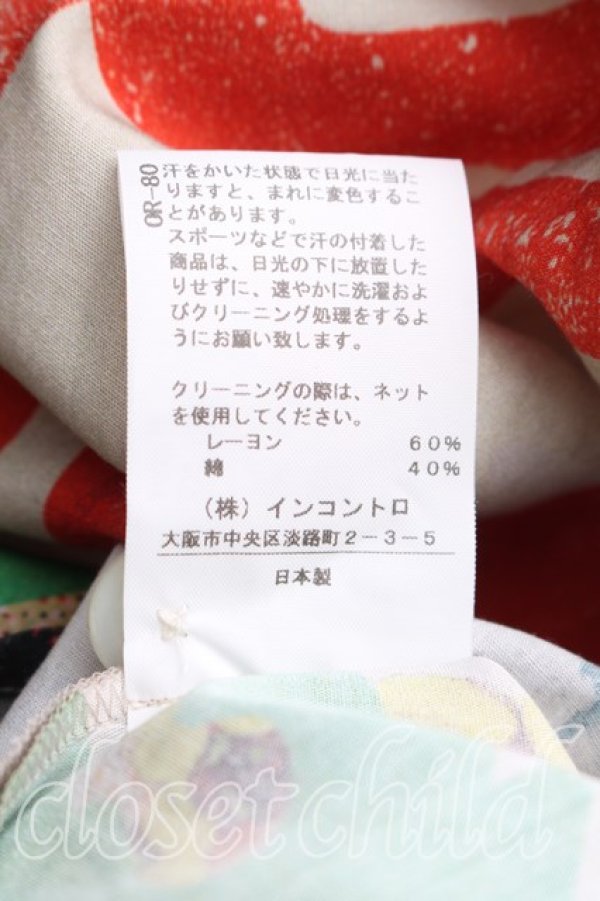 OR-80
汗をかいた状態で日光に当た
りますと、まれに変色するこ
とがあります。
スポーツなどで汗の付着した
商品は、日光の下に放置した
りせずに、速やかに洗濯およ
びクリーニング処理をするよ
うにお願い致します。
クリーニングの際は、ネット
を使用してください。
レーヨン 60%
綿 40%
(株)インコントロ
大阪市中央区淡路町2-3-5
日本製
closet child